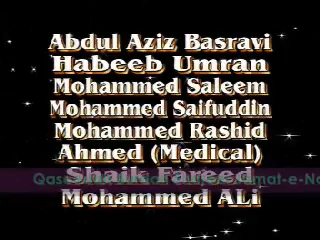 Abdul Aziz Basravi
Habeeb Umran
Mohammed Saleem
Mohammed Saifuddin
Mohammed Rashid
Ahmed (Medical)
Shaik Fareed
Mohammed ALi